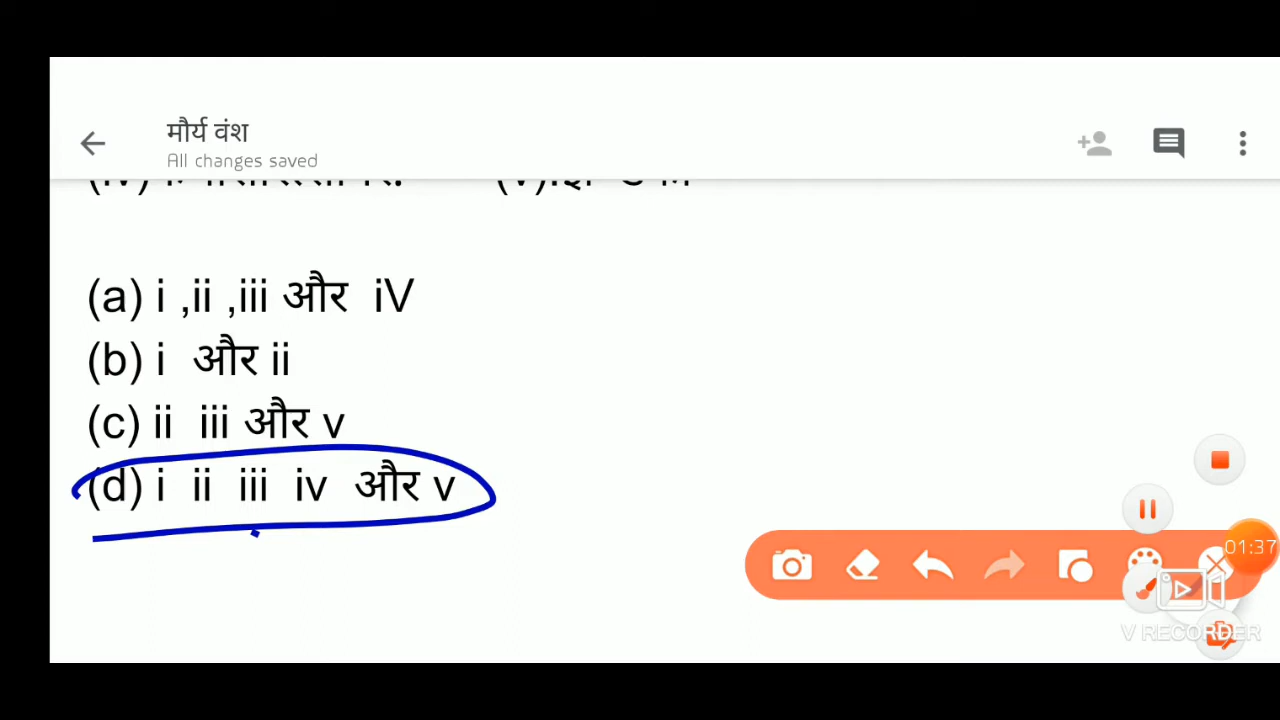 मौर्य वंश
All changes saved
(iv) (v)
(a) i ,ii ,iii और iV
(b) i और ii
(c) ii iii और v
(d) i ii iii iv और v
01:37
V RECORDER